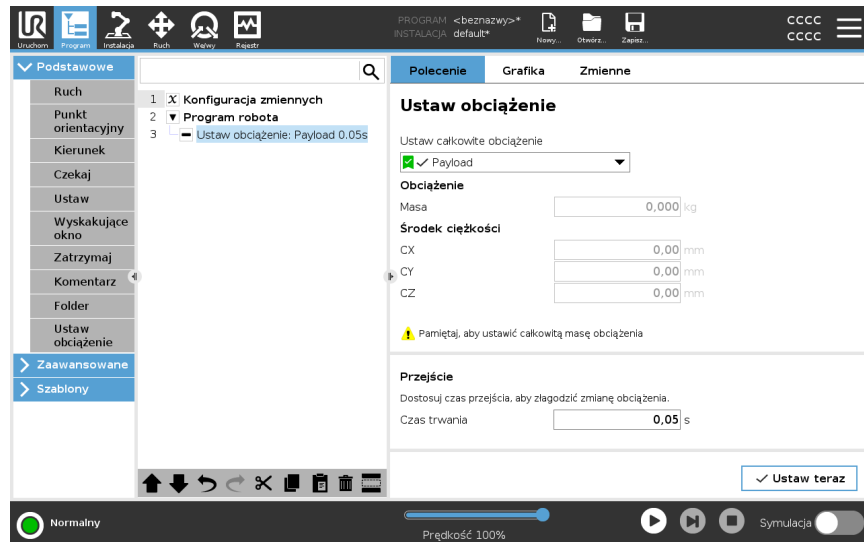 UR
Uruchom
Program
Instalacja
Ruch
We/wy
Rejestr
PROGRAM <beznazwy>*
INSTALACJA default*
Nowy...
Otwórz...
Zapisz...
CCCC
CCCC
Podstawowe
Ruch
Punkt
orientacyjny
Kierunek
Czekaj
Ustaw
Wyskakujące
okno
Zatrzymaj
Komentarz
Folder
Ustaw
obciążenie
Zaawansowane
Szablony
1 X Konfiguracja zmiennych
2 Program robota
3 Ustaw obciążenie: Payload 0.05s
Polecenie Grafika Zmienne
Ustaw obciążenie
Ustaw całkowite obciążenie
Payload
Obciążenie
Masa 0,000 kg
Środek ciężkości
CX 0,00 mm
CY 0,00 mm
CZ 0,00 mm
Pamiętaj, aby ustawić całkowitą masę obciążenia
Przejście
Dostosuj czas przejścia, aby złagodzić zmianę obciążenia.
Czas trwania 0,05 s
Ustaw teraz
Normalny
Prędkość 100%
Symulacja